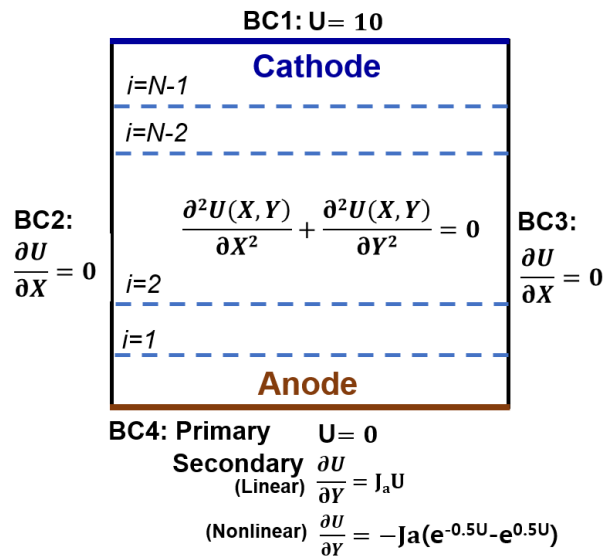 BC1: U= 10
Cathode
i=N-1
i=N-2
BC2:
∂U/∂X = 0
∂²U(X, Y)/∂X² + ∂²U(X, Y)/∂Y² = 0
BC3:
∂U/∂X = 0
i=2
i=1
Anode
BC4: Primary U= 0
Secondary ∂U/∂Y = JₐU
(Linear)
(Nonlinear) ∂U/∂Y = −Ja(e^-0.5U-e^0.5U)